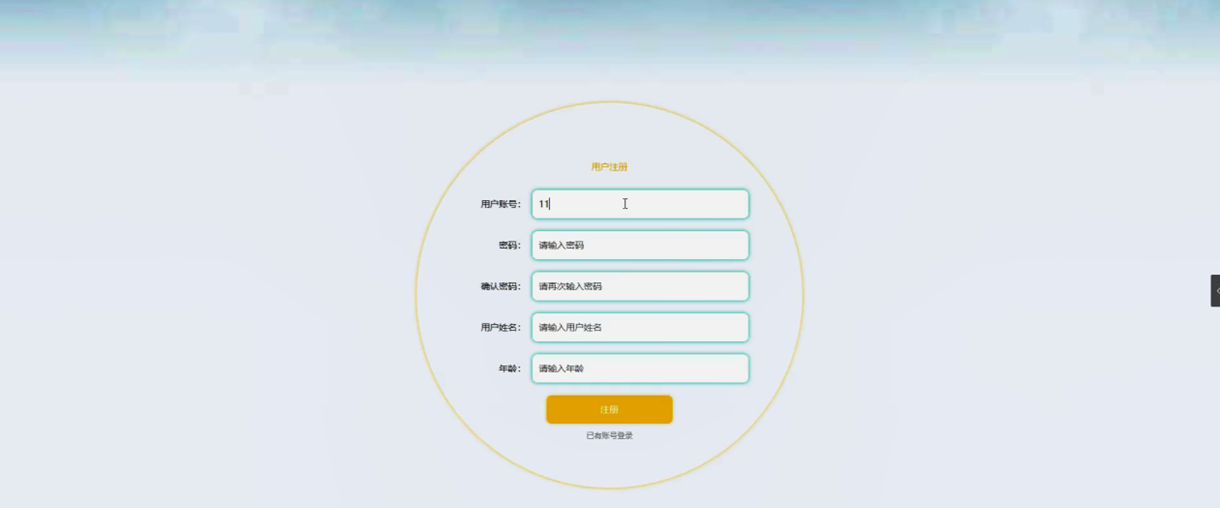 用户注册
用户账号： 11
密码： 请输入密码
确认密码： 请再次输入密码
用户姓名： 请输入用户姓名
年龄： 请输入年龄
注册
已有账号登录